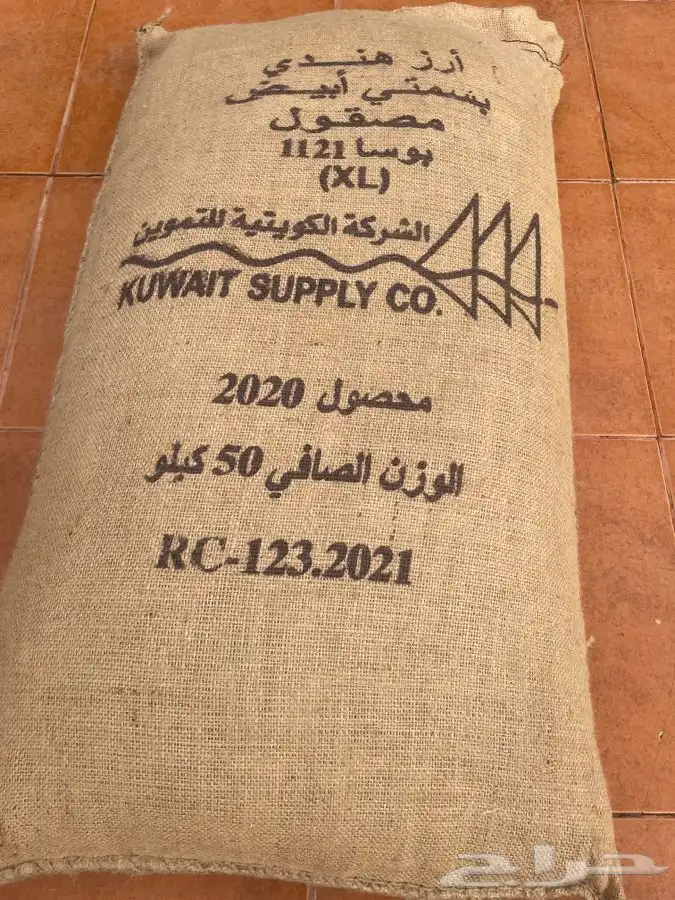 أرز هندي
بسمتي أبيض
مصقول
بوسا 1121
(XL)
الشركة الكويتية للتموين
KUWAIT SUPPLY CO.
محصول 2020
الوزن الصافي 50 كيلو
RC-123.2021
حراج